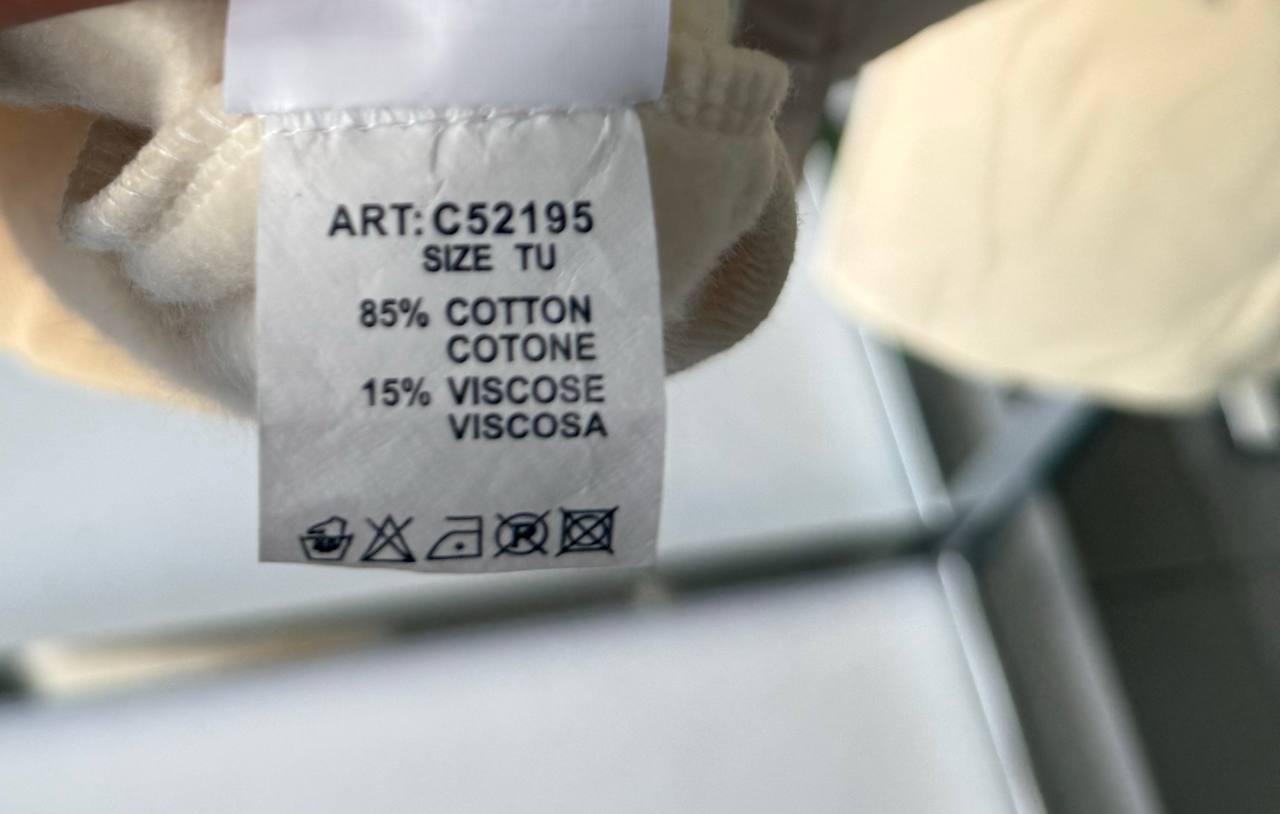 ART: C52195
SIZE TU
85% COTTON
COTONE
15% VISCOSE
VISCOSA
P